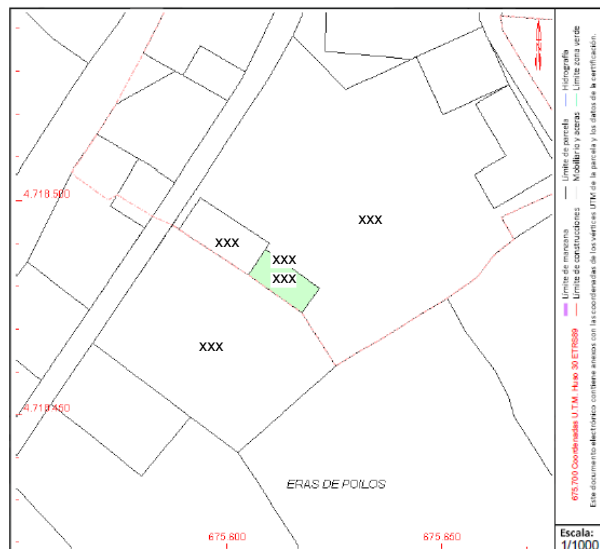 4.718.500
XXX
XXX
XXX
XXX
XXX
4.718.450
ERAS DE POILOS
675.600
675.650
Límite de manzana
Límite de parcela
Hidrografía
Límite de construcciones
Mobiliario y aceras
Límite zona verde
675.700 Coordenadas U.T.M. Huso 30 ETRS89
Este documento electrónico contiene anexos con las coordenadas de los vértices UTM de la parcela y los datos de la certificación.
Escala:
1/1000